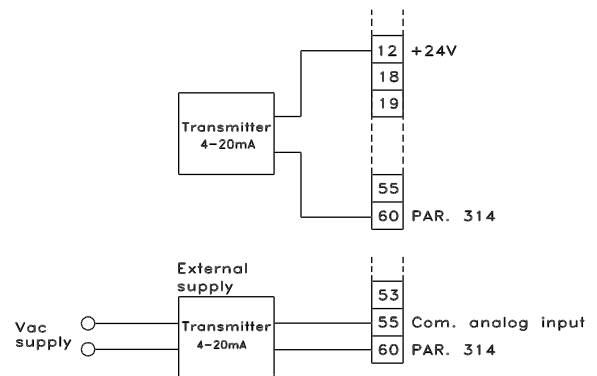 12 +24V
18
19
Transmitter
4-20mA
55
60 PAR. 314
External
supply
53
Vac
supply
Transmitter
4-20mA
55 Com. analog input
60 PAR. 314